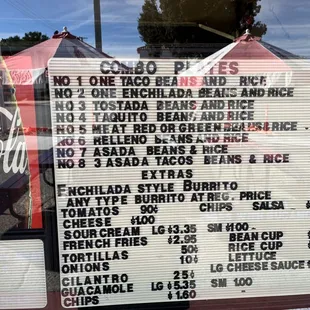 COMBO PLATES
NO 1 ONE TACO BEANS AND RICE
NO 2 ONE ENCHILADA BEANS AND RICE
NO 3 TOSTADA BEANS AND RICE
NO 4 TAQUITO BEANS AND RICE
NO 5 MEAT RED OR GREEN BEANS & RICE
NO 6 RELLENO BEANS AND RICE
NO 7 ASADA BEANS & RICE
NO 8 3 ASADA TACOS BEANS & RICE
EXTRAS
ENCHILADA STYLE BURRITO
ANY TYPE BURRITO AT REG. PRICE
TOMATOES 90¢ CHIPS SALSA
CHEESE $1.00
SOUR CREAM LG $3.35 SM $1.00
FRENCH FRIES $2.95 BEAN CUP
TORTILLAS 50¢ RICE CUP
ONIONS $1.00 LETTUCE
LG CHEESE SAUCE
CILANTRO 25¢
GUACAMOLE LG $5.35 SM 1.00
CHIPS $1.60